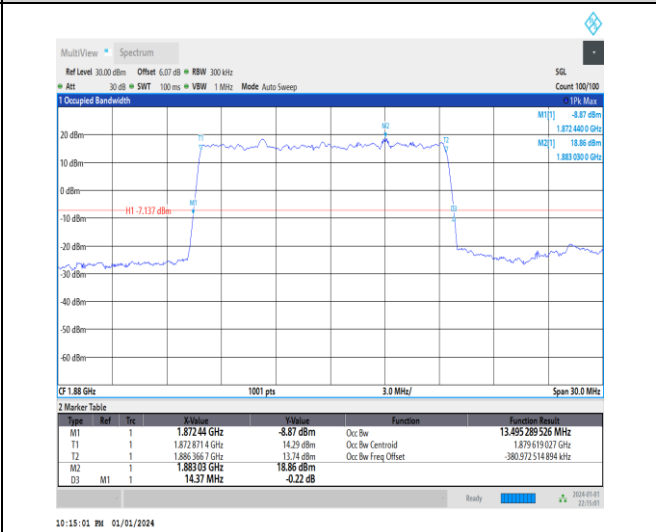 MultiView Spectrum
Ref Level 30.00 dBm Offset 6.07 dB RBW 300 kHz SGL
Att 30 dB SWT 100 ms VBW 1 MHz Mode Auto Sweep Count 100/100
1 Occupied Bandwidth 1Pk Max
M1[1] -8.87 dBm
1.872 440 0 GHz
M2[1] 18.86 dBm
1.883 030 0 GHz
M2
T1
T2
20 dBm
10 dBm
0 dBm
M1
D3
H1 -7.137 dBm
-10 dBm
-20 dBm
-30 dBm
-40 dBm
-50 dBm
-60 dBm
CF 1.88 GHz 1001 pts 3.0 MHz/ Span 30.0 MHz
2 Marker Table
Type Ref Trc X-Value Y-Value Function Function Result
M1 1 1.872 44 GHz -8.87 dBm Occ Bw 13.495 289 526 MHz
T1 1 1.872 871 4 GHz 14.29 dBm Occ Bw Centroid 1.879 619 027 GHz
T2 1 1.886 366 7 GHz 13.74 dBm Occ Bw Freq Offset -380.972 514 894 kHz
M2 1 1.883 03 GHz 18.86 dBm
D3 M1 1 14.37 MHz -0.22 dB
Ready 2024-01-01
22:15:01
10:15:01 PM 01/01/2024